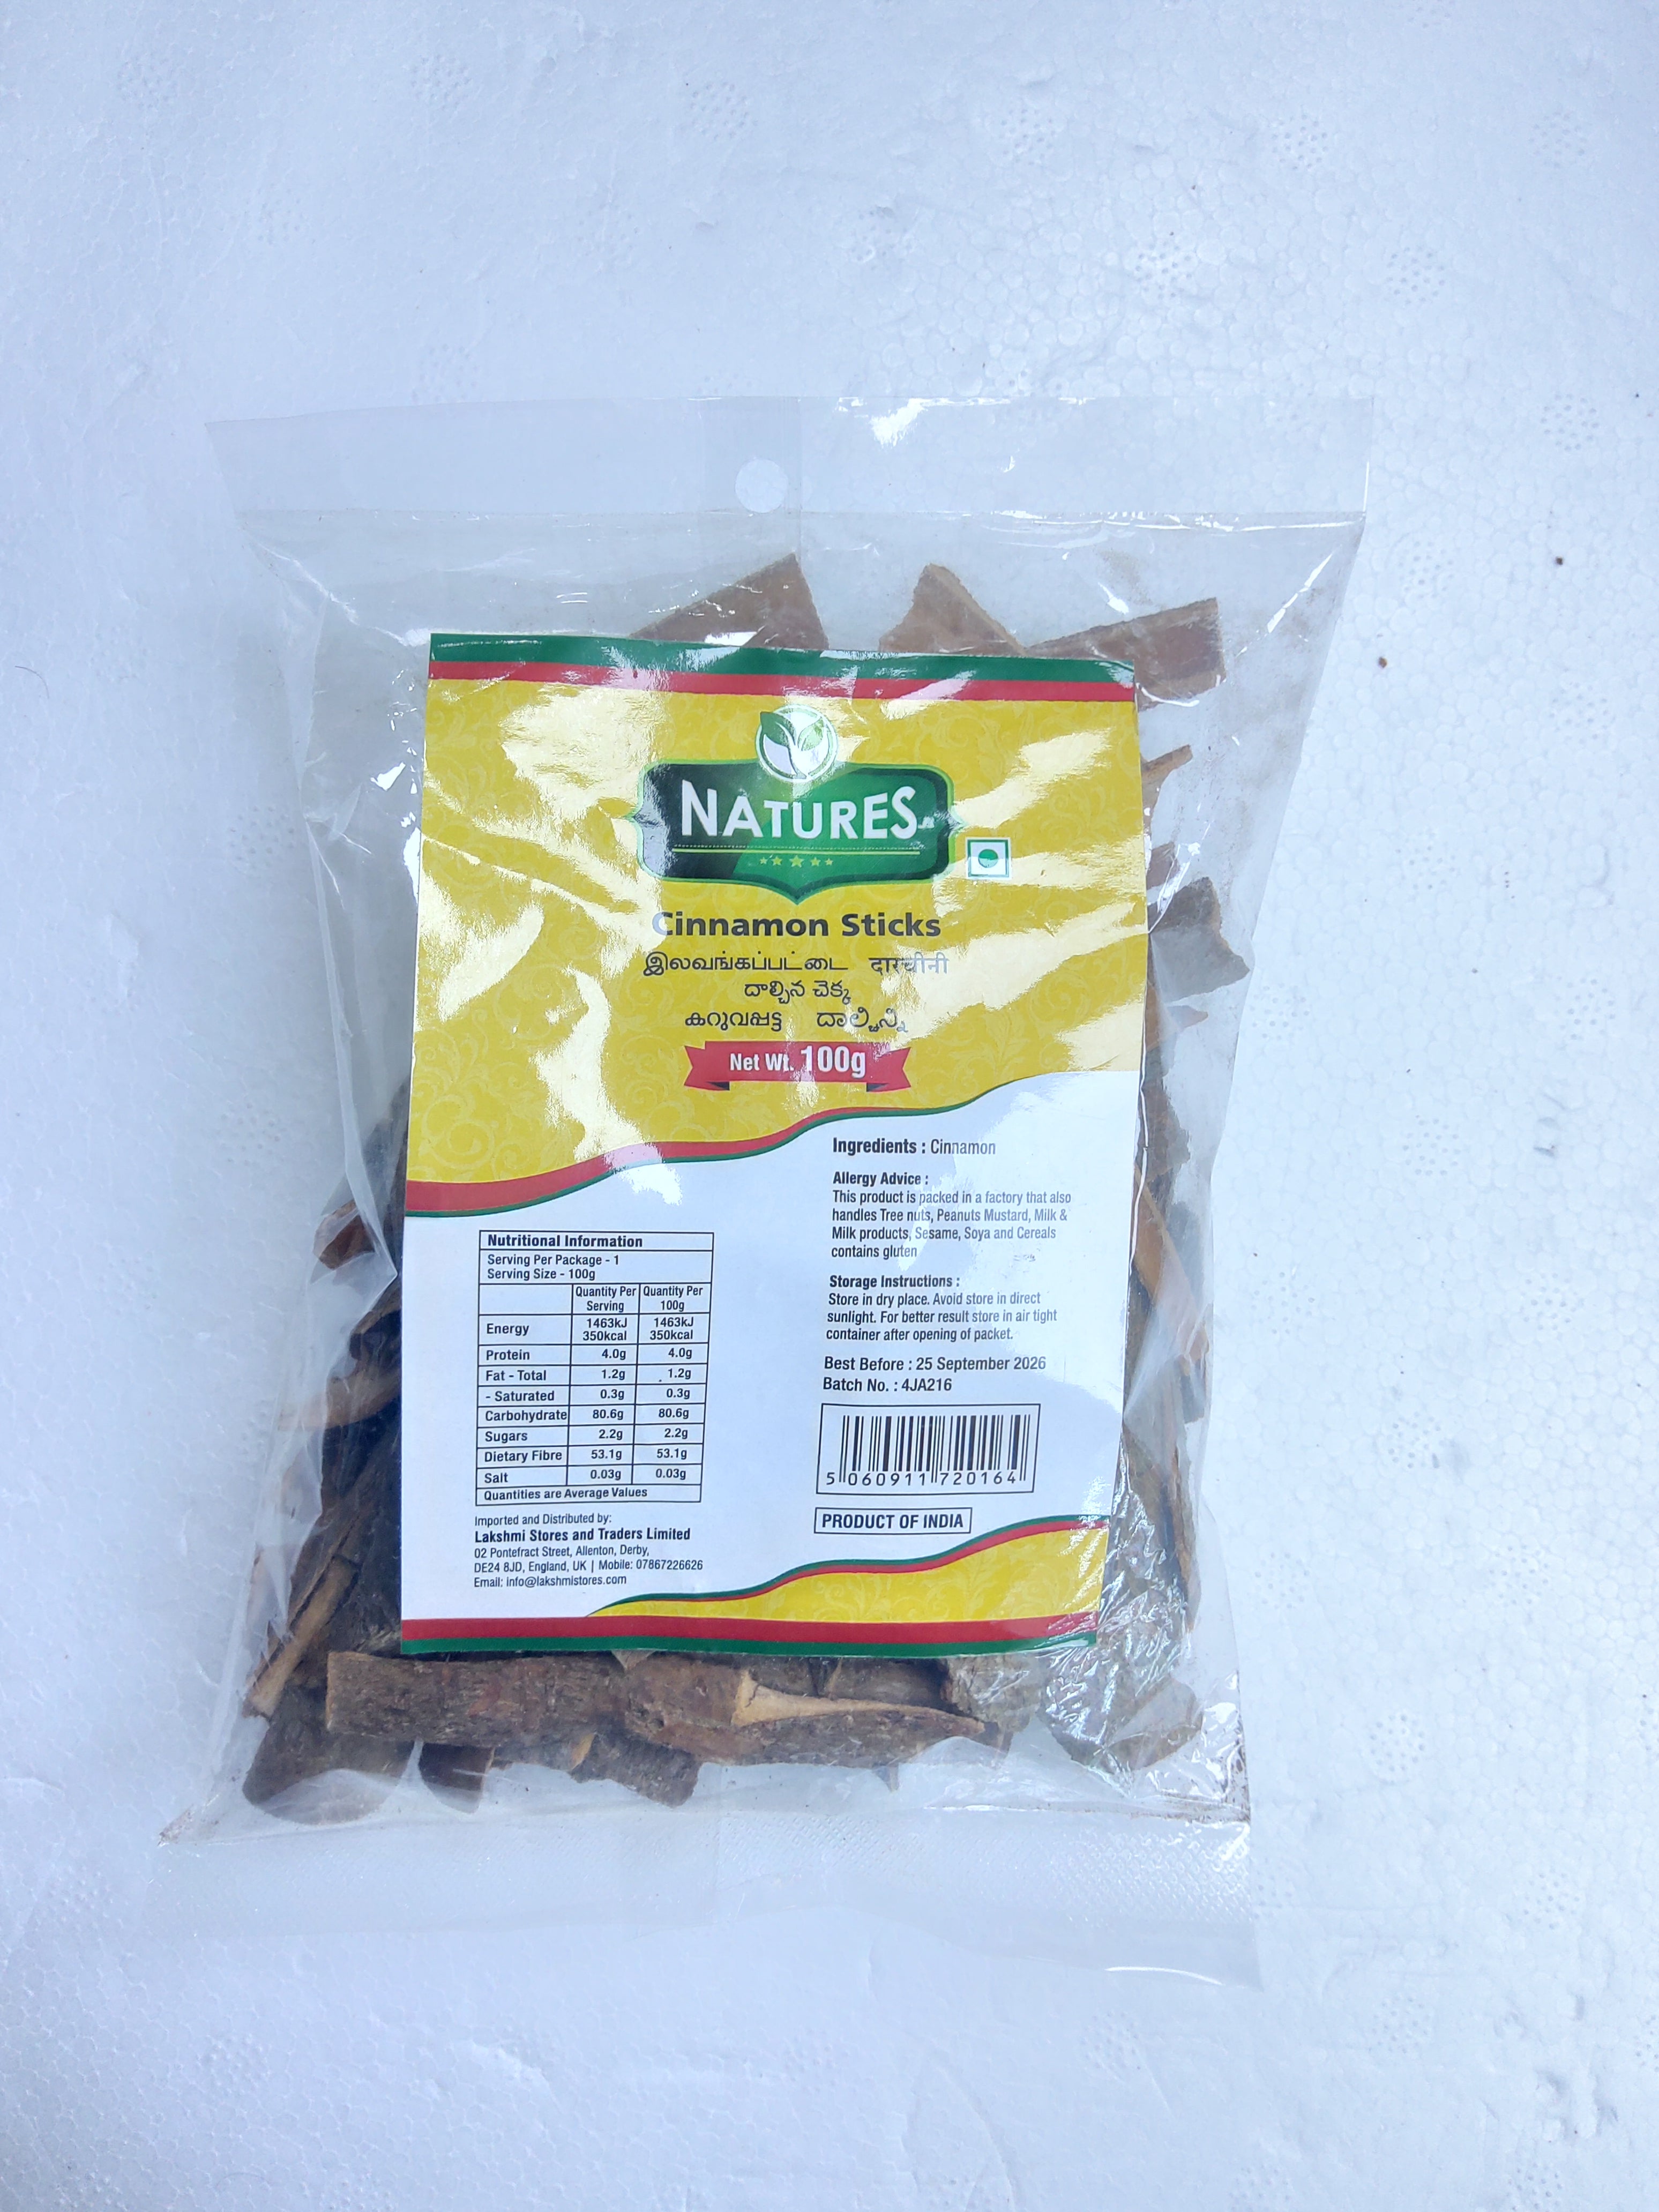 NATURES
Cinnamon Sticks
இலவங்கப்பட்டை दारचीनी
దాల్చిన చెక్క
കറുവപ്പട്ട ದಾಲ್ಚಿನ್ನಿ
Net Wt. 100g
Ingredients : Cinnamon
Allergy Advice :
This product is packed in a factory that also
handles Tree nuts, Peanuts Mustard, Milk &
Milk products, Sesame, Soya and Cereals
contains gluten
Storage Instructions :
Store in dry place. Avoid store in direct
sunlight. For better result store in air tight
container after opening of packet.
Best Before : 25 September 2026
Batch No. : 4JA216
5 060911 720164
PRODUCT OF INDIA
Nutritional Information
Serving Per Package - 1
Serving Size - 100g
Quantity Per Serving Quantity Per 100g
Energy 1463kJ 350kcal 1463kJ 350kcal
Protein 4.0g 4.0g
Fat - Total 1.2g 1.2g
- Saturated 0.3g 0.3g
Carbohydrate 80.6g 80.6g
Sugars 2.2g 2.2g
Dietary Fibre 53.1g 53.1g
Salt 0.03g 0.03g
Quantities are Average Values
Imported and Distributed by:
Lakshmi Stores and Traders Limited
02 Pontefract Street, Allenton, Derby,
DE24 8JD, England, UK | Mobile: 07867226626
Email: info@lakshmistores.com